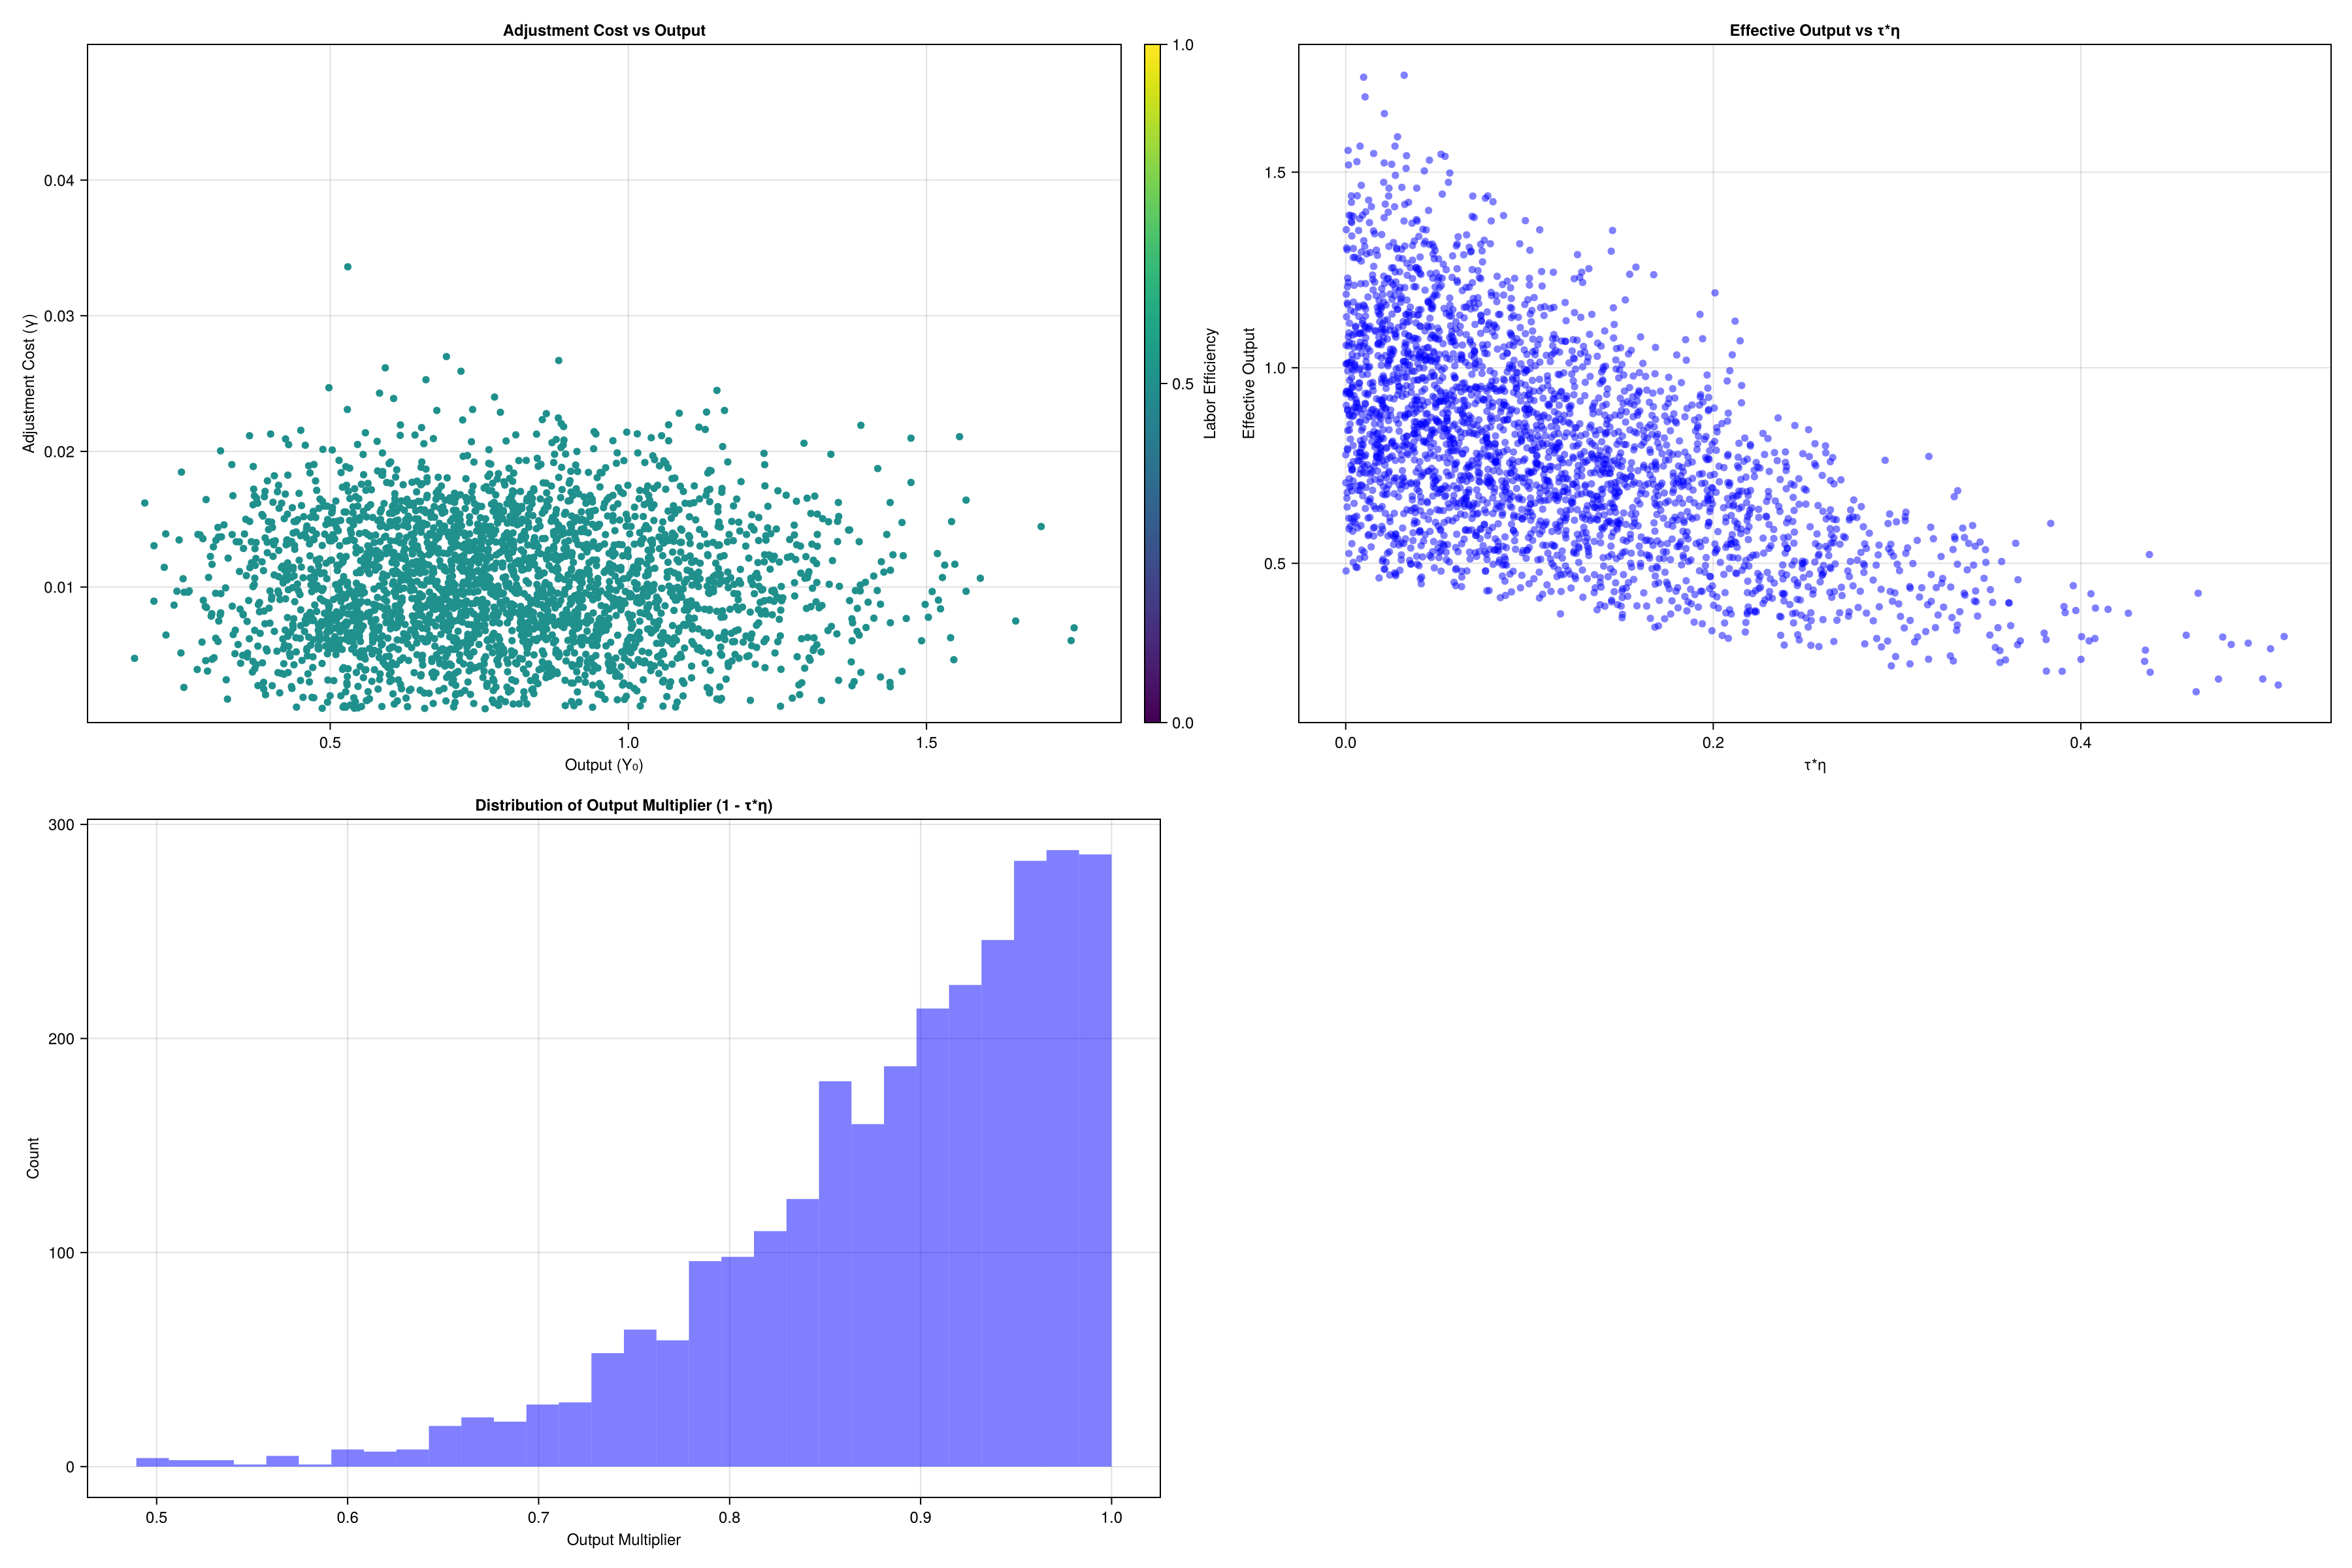 Adjustment Cost vs Output
0.04
0.03
0.02
0.01
Adjustment Cost (γ)
0.5
1.0
1.5
Output (Y₀)
1.0
0.5
0.0
Labor Efficiency
Effective Output vs τ*η
1.5
1.0
0.5
Effective Output
0.0
0.2
0.4
τ*η
Distribution of Output Multiplier (1 - τ*η)
300
200
100
0
Count
0.5
0.6
0.7
0.8
0.9
1.0
Output Multiplier